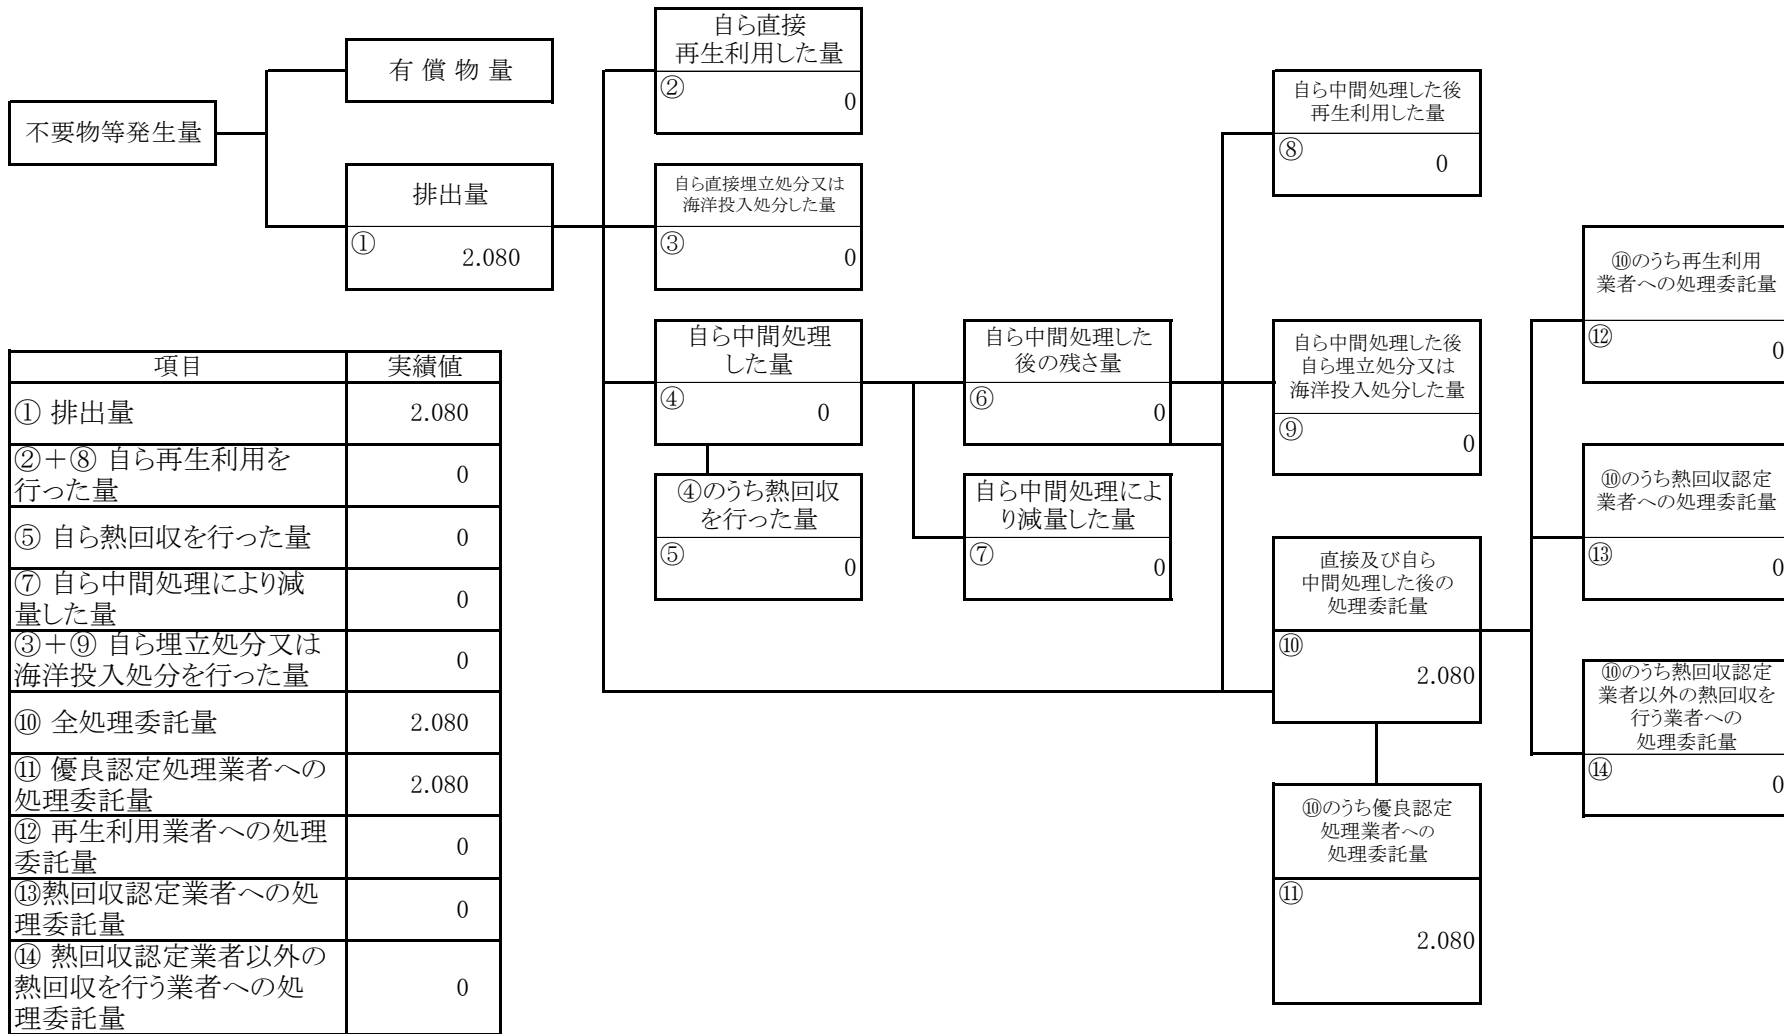 不要物等発生量
有 償 物 量
排出量
①
2.080
自ら直接
再生利用した量
②
0
自ら直接埋立処分又は
海洋投入処分した量
③
0
自ら中間処理
した量
④
0
④のうち熱回収
を行った量
⑤
0
自ら中間処理した
後の残さ量
⑥
0
自ら中間処理によ
り減量した量
⑦
0
自ら中間処理した後
再生利用した量
⑧
0
自ら中間処理した後
自ら埋立処分又は
海洋投入処分した量
⑨
0
直接及び自ら
中間処理した後の
処理委託量
⑩
2.080
⑩のうち優良認定
処理業者への
処理委託量
⑪
2.080
⑩のうち再生利用
業者への処理委託量
⑫
0
⑩のうち熱回収認定
業者への処理委託量
⑬
0
⑩のうち熱回収認定
業者以外の熱回収を
行う業者への
処理委託量
⑭
0
項目 実績値
① 排出量 2.080
②＋⑧ 自ら再生利用を
行った量 0
⑤ 自ら熱回収を行った量 0
⑦ 自ら中間処理により減
量した量 0
③＋⑨ 自ら埋立処分又は
海洋投入処分を行った量 0
⑩ 全処理委託量 2.080
⑪ 優良認定処理業者への
処理委託量 2.080
⑫ 再生利用業者への処理
委託量 0
⑬熱回収認定業者への処
理委託量 0
⑭ 熱回収認定業者以外の
熱回収を行う業者への処
理委託量 0